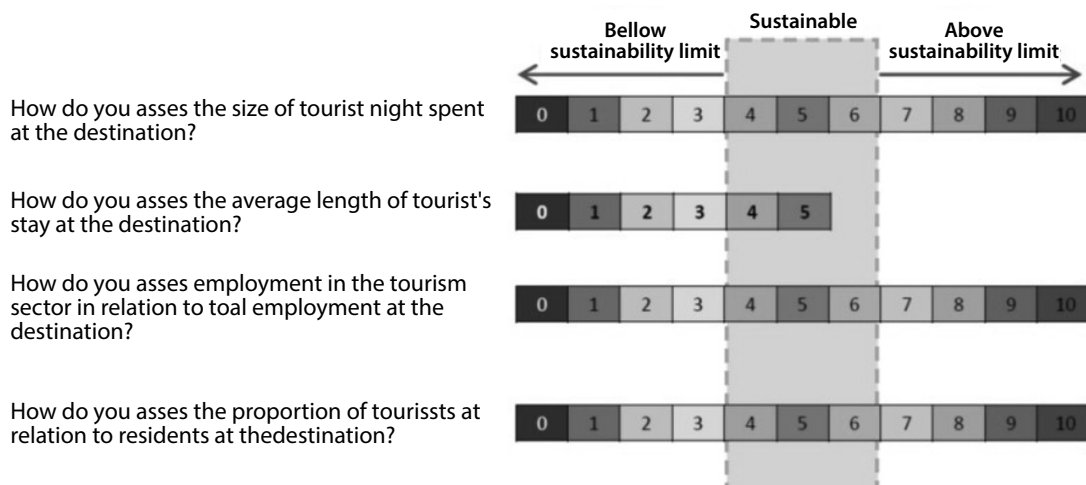 Bellow
sustainability limit
Sustainable
Above
sustainability limit
How do you asses the size of tourist night spent
at the destination?
0 1 2 3 4 5 6 7 8 9 10
How do you asses the average length of tourist's
stay at the destination?
0 1 2 3 4 5
How do you asses employment in the tourism
sector in relation to toal employment at the
destination?
0 1 2 3 4 5 6 7 8 9 10
How do you asses the proportion of tourissts at
relation to residents at thedestination?
0 1 2 3 4 5 6 7 8 9 10